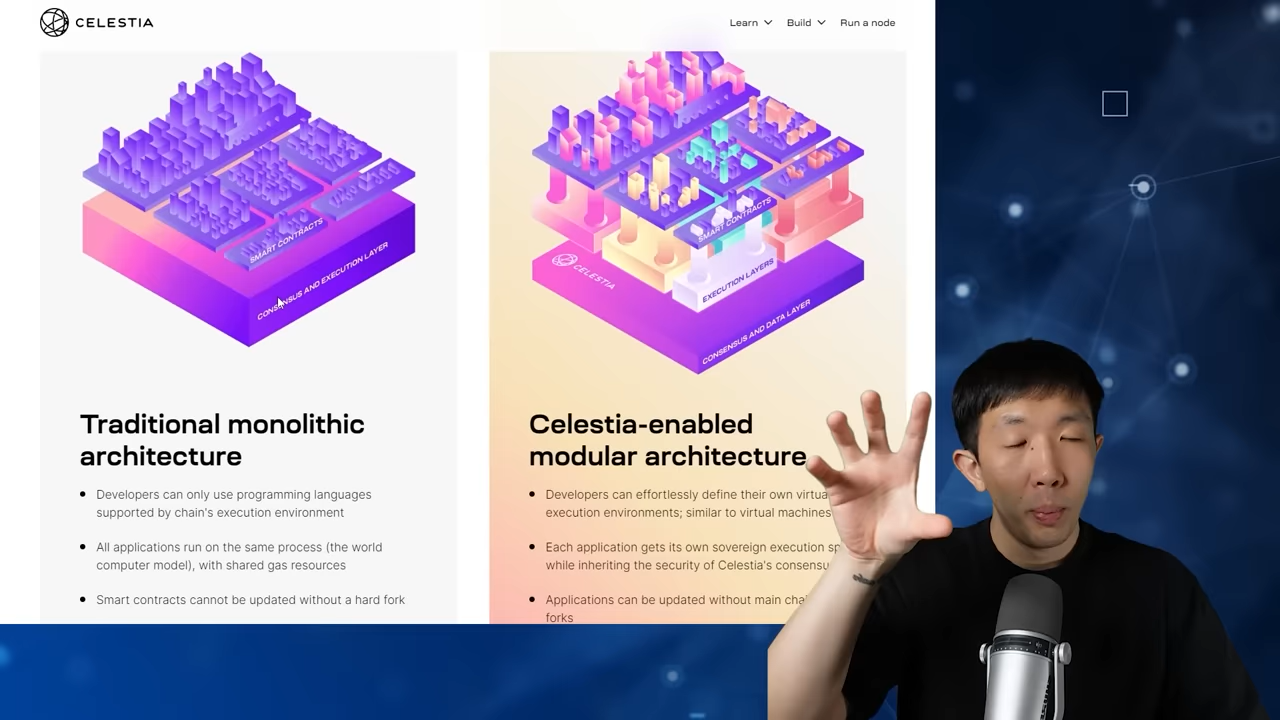 CELESTIA
Learn
Build
Run a node
SMART CONTRACTS
CONSENSUS AND EXECUTION LAYER
SMART CONTRACTS
CELESTIA
EXECUTION LAYERS
CONSENSUS AND DATA LAYER
Traditional monolithic
architecture
Developers can only use programming languages
supported by chain's execution environment
All applications run on the same process (the world
computer model), with shared gas resources
Smart contracts cannot be updated without a hard fork
Celestia-enabled
modular architecture
Developers can effortlessly define their own
execution environments; similar to virtual machines
Each application gets its own sovereign execution
while inheriting the security of Celestia's
Applications can be updated without main
forks